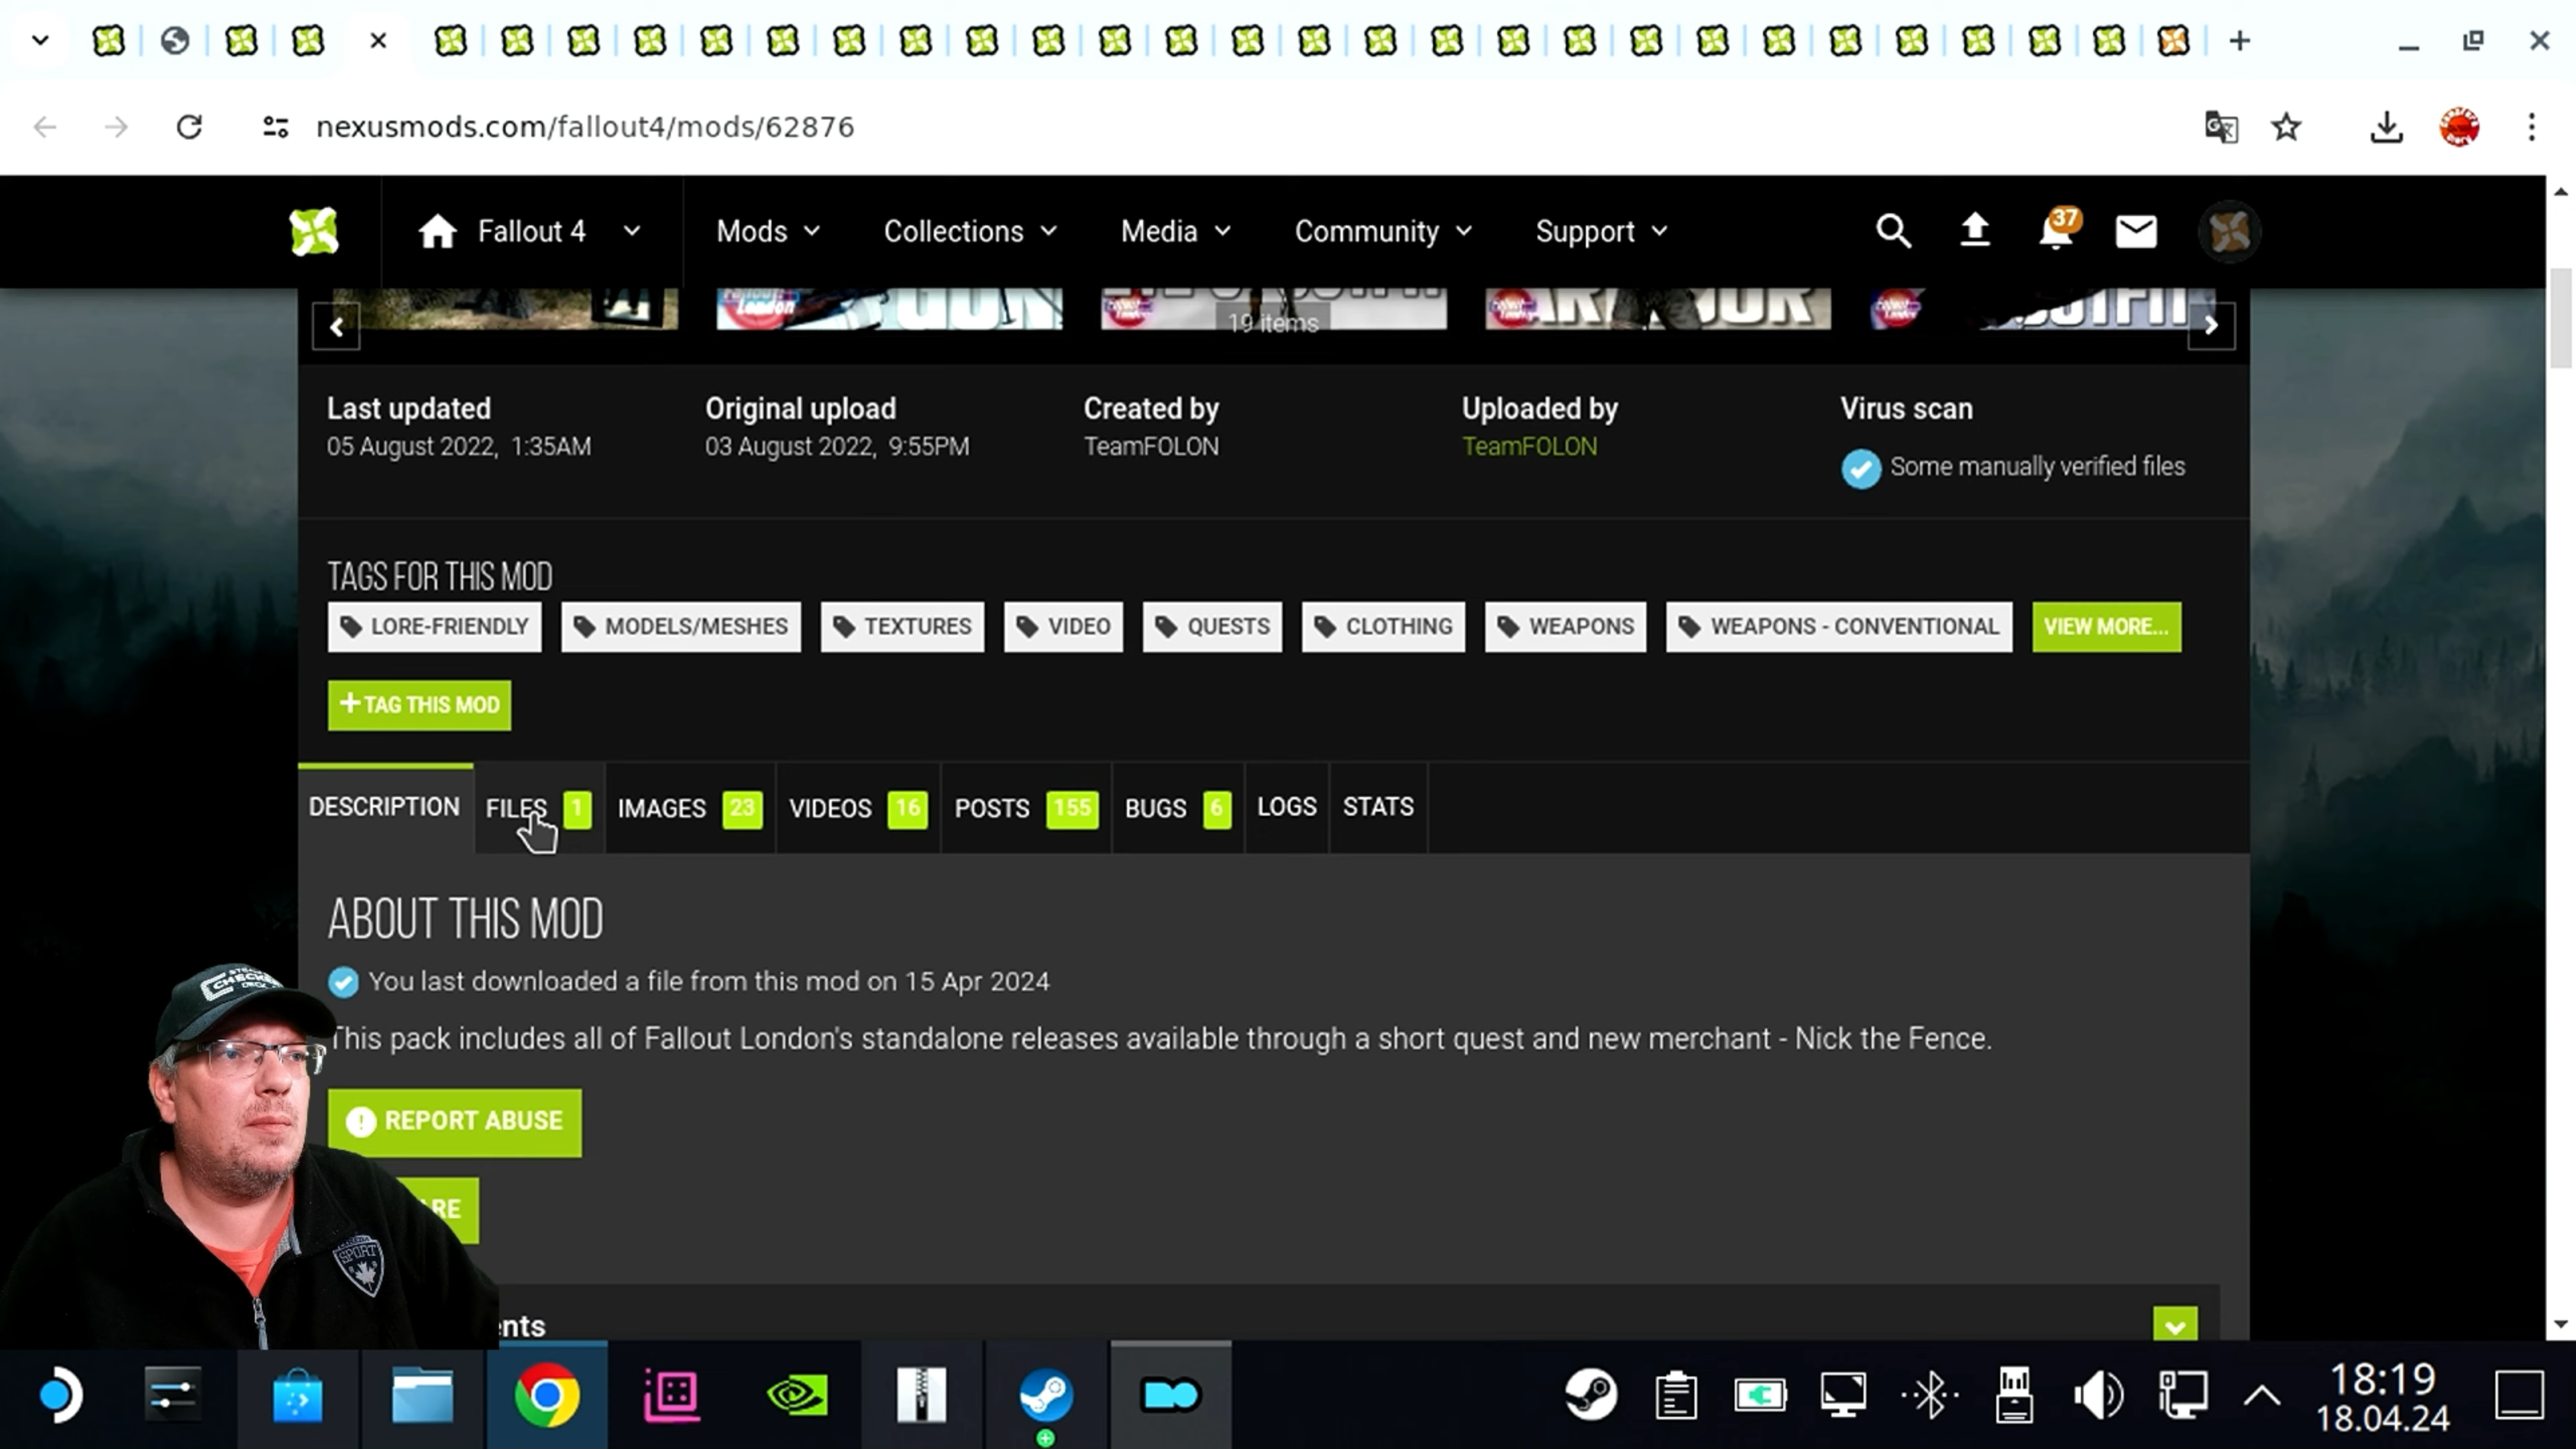 nexusmods.com/fallout4/mods/62876
Fallout 4
Mods
Collections
Media
Community
Support
37
19 items
Last updated
05 August 2022, 1:35AM
Original upload
03 August 2022, 9:55PM
Created by
TeamFOLON
Uploaded by
TeamFOLON
Virus scan
Some manually verified files
TAGS FOR THIS MOD
LORE-FRIENDLY
MODELS/MESHES
TEXTURES
VIDEO
QUESTS
CLOTHING
WEAPONS
WEAPONS - CONVENTIONAL
VIEW MORE...
+ TAG THIS MOD
DESCRIPTION
FILES 1
IMAGES 23
VIDEOS 16
POSTS 155
BUGS 6
LOGS
STATS
ABOUT THIS MOD
You last downloaded a file from this mod on 15 Apr 2024
This pack includes all of Fallout London's standalone releases available through a short quest and new merchant - Nick the Fence.
REPORT ABUSE
SPORT
18:19
18.04.24